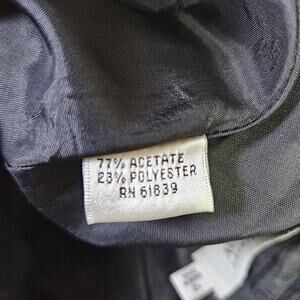 77% ACETATE
23% POLYESTER
RN 61839